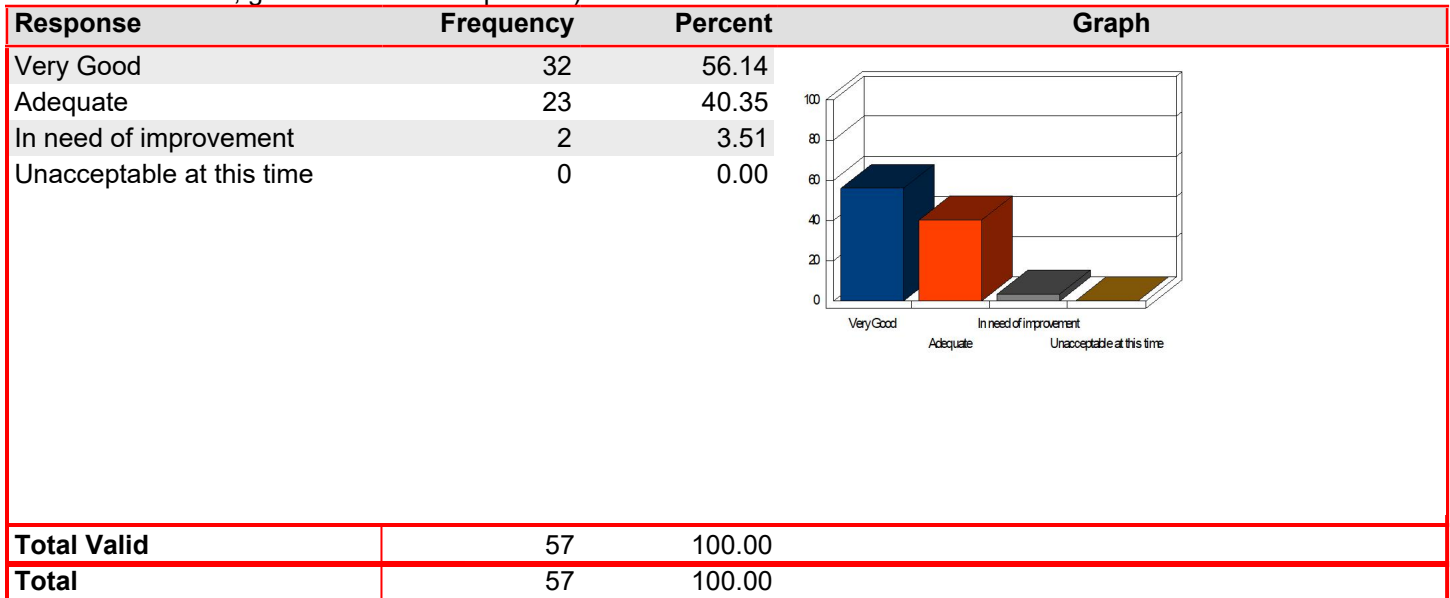 Response Frequency Percent Graph
Very Good 32 56.14
Adequate 23 40.35
In need of improvement 2 3.51
Unacceptable at this time 0 0.00
100
80
60
40
20
0
Very Good In need of improvement
Adequate Unacceptable at this time
Total Valid 57 100.00
Total 57 100.00